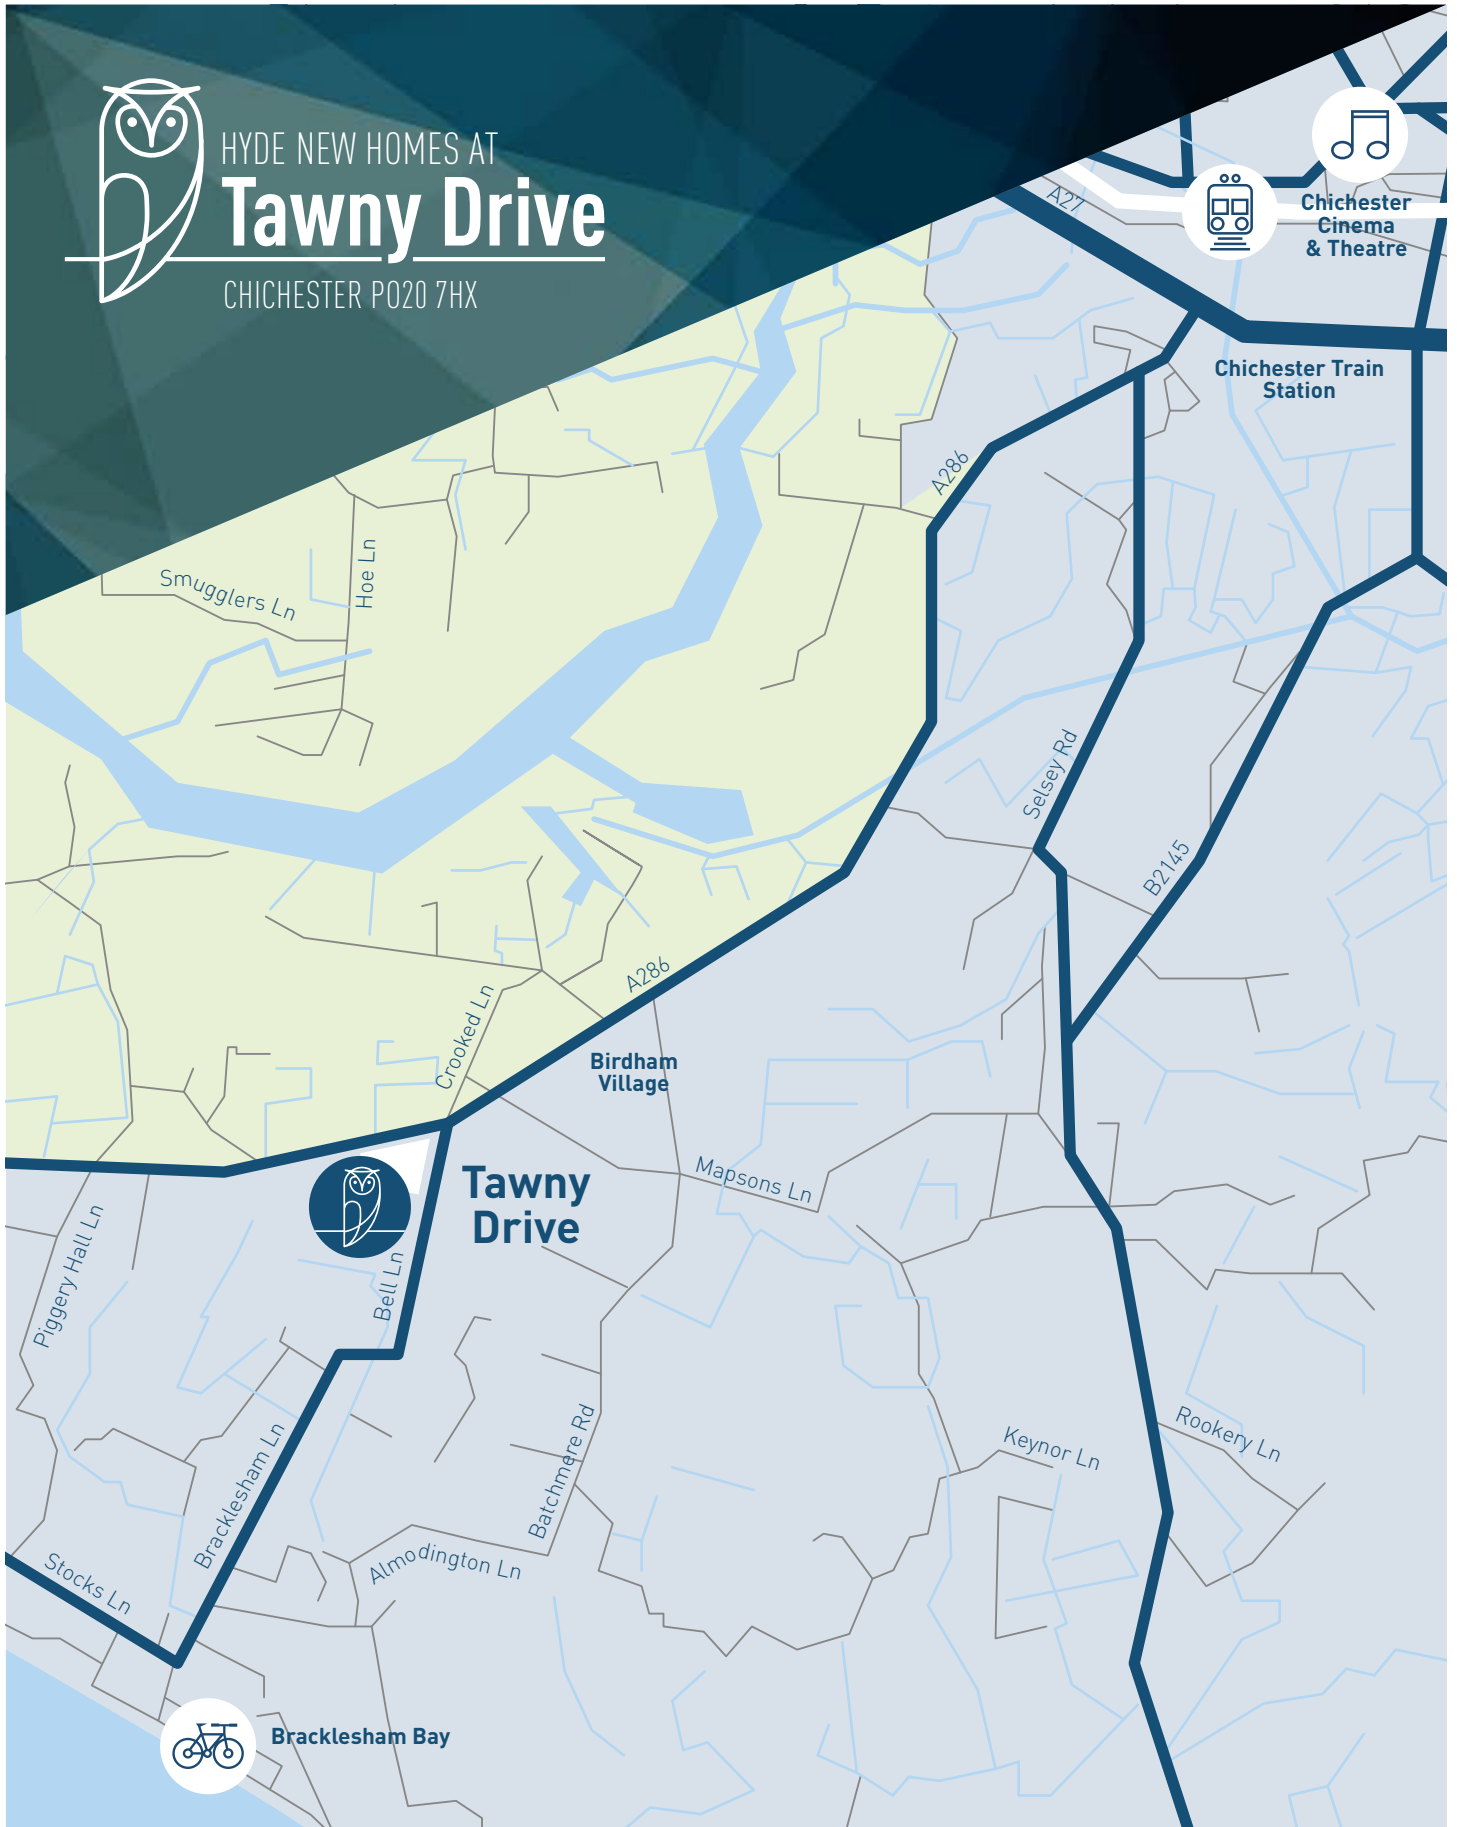 HYDE NEW HOMES AT
Tawny Drive
CHICHESTER PO20 7HX
A27
Chichester
Cinema
& Theatre
Chichester Train
Station
A286
Smugglers Ln
Hoe Ln
Selsey Rd
B2145
A286
Crooked Ln
Birdham
Village
Tawny
Drive
Mapsons Ln
Piggery Hall Ln
Bell Ln
Bracklesham Ln
Batchmere Rd
Keynor Ln
Rookery Ln
Almodington Ln
Stocks Ln
Bracklesham Bay